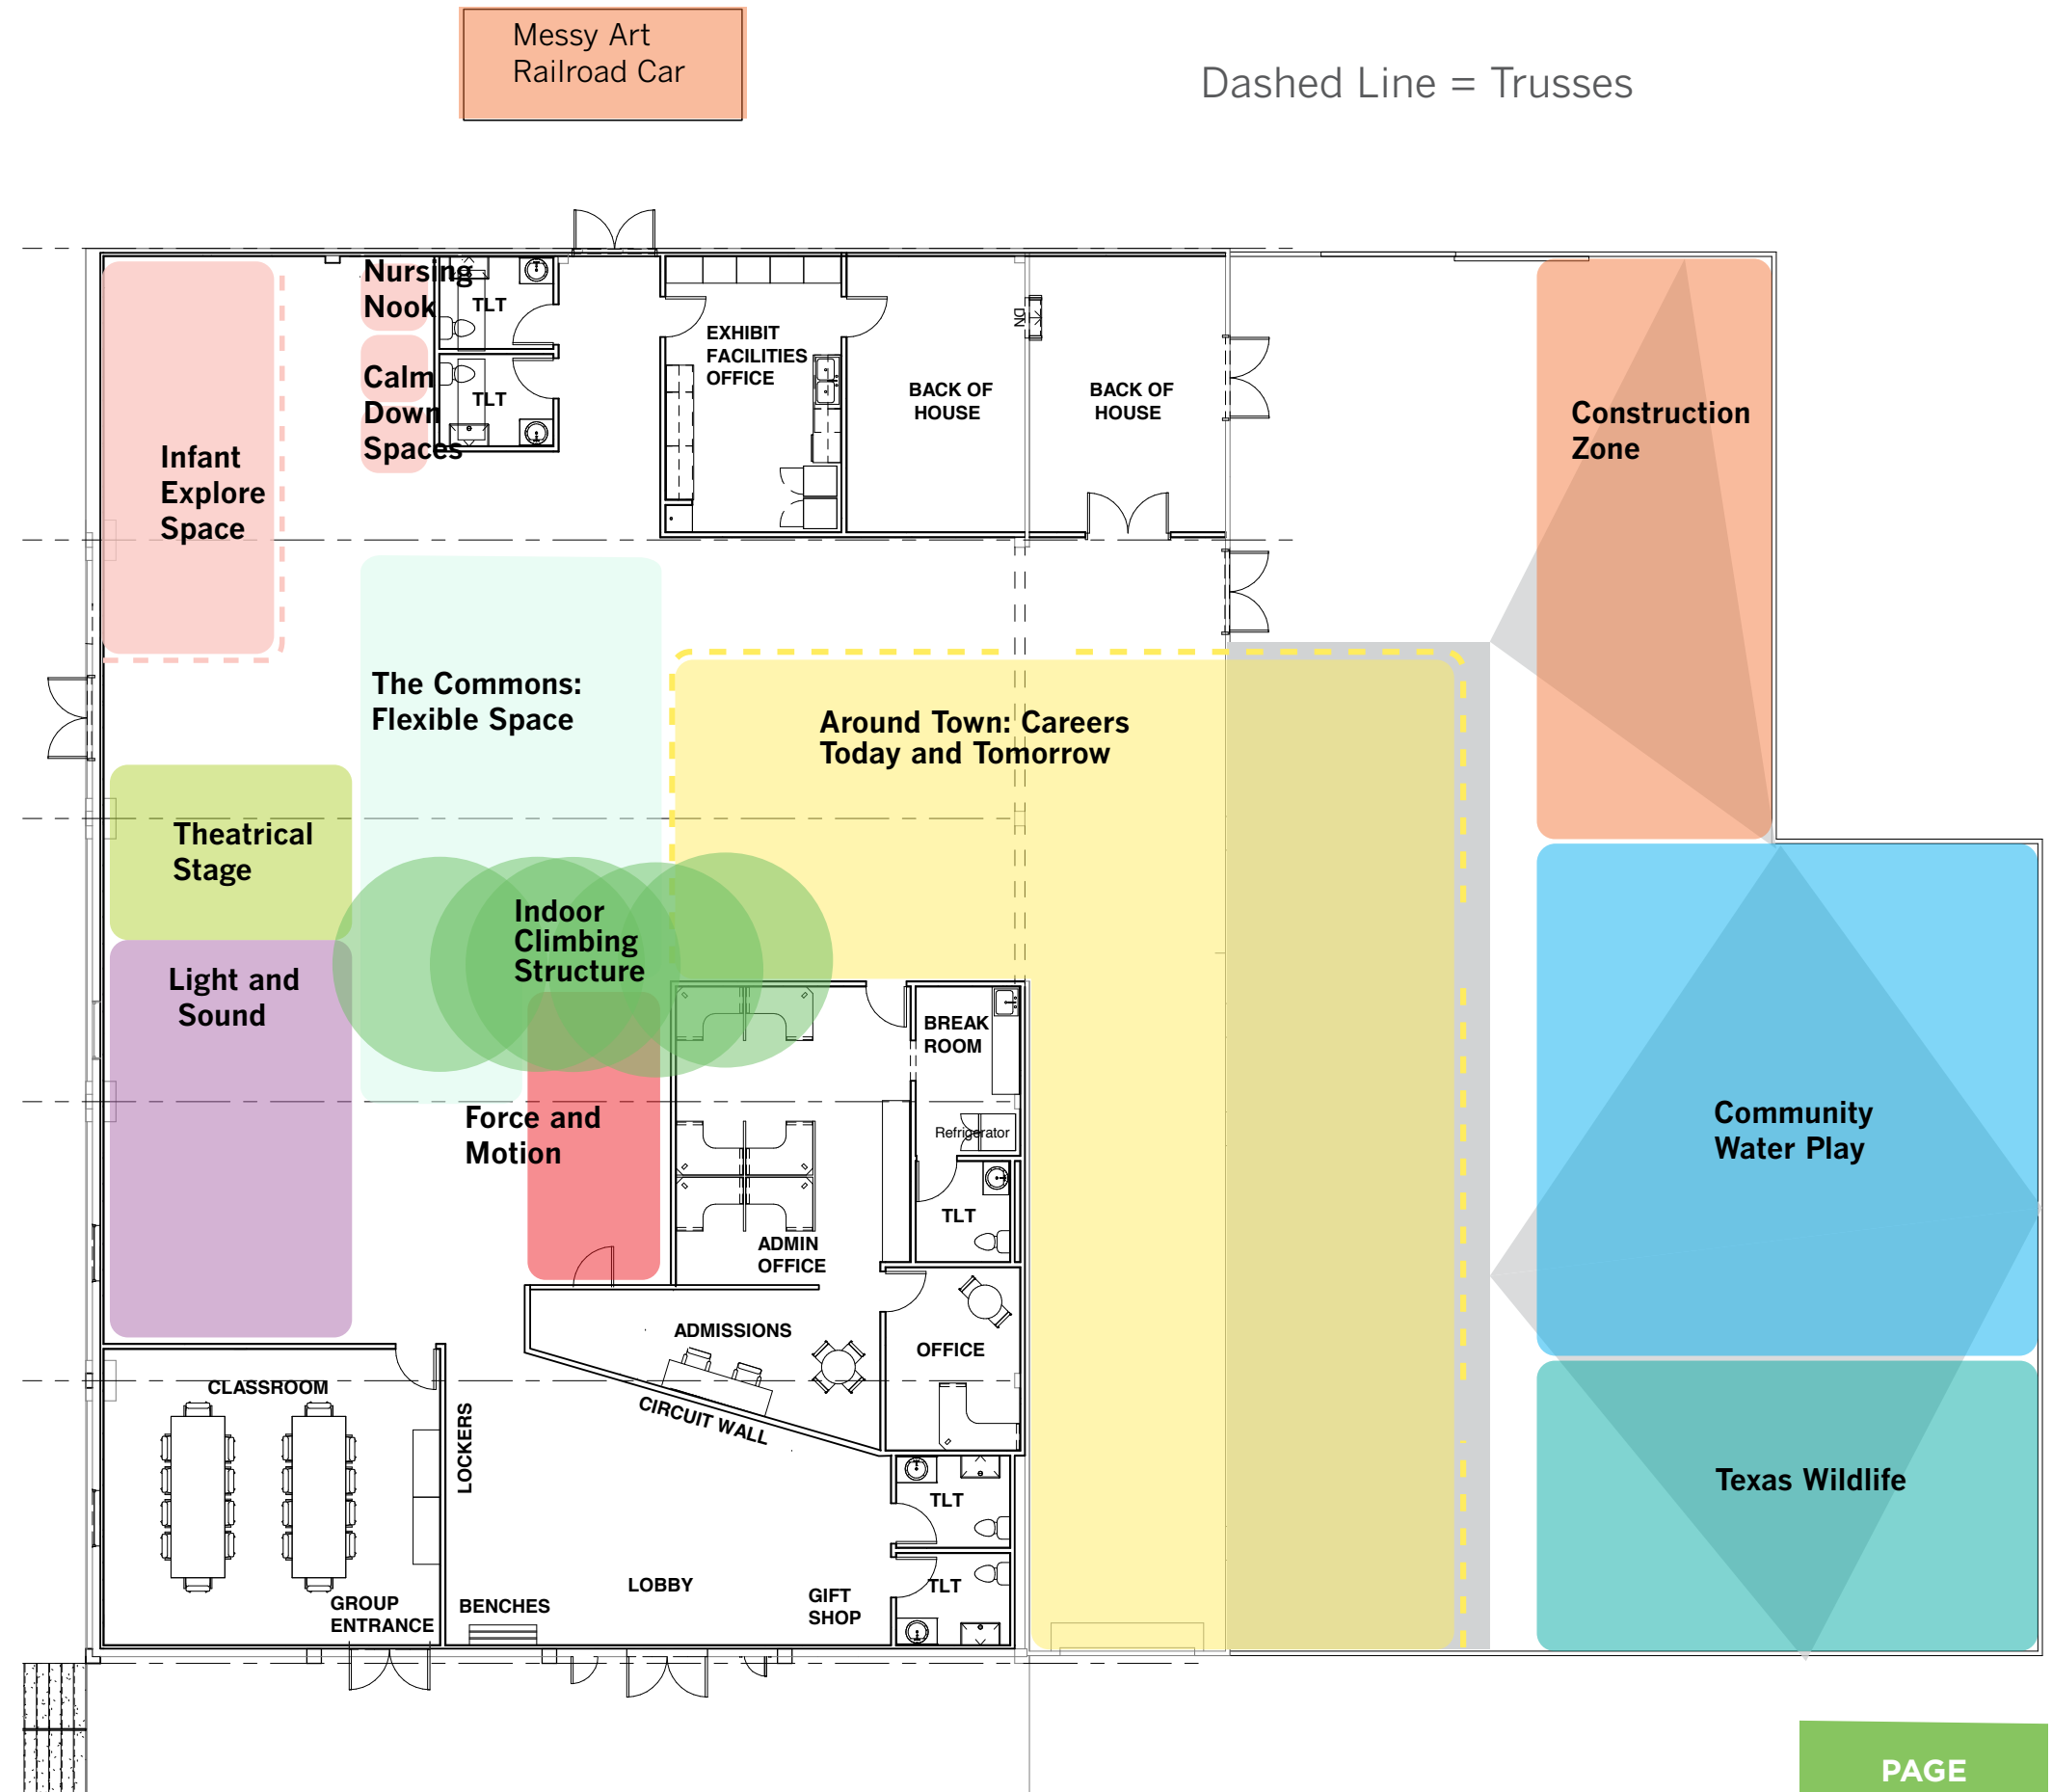 Messy Art
Railroad Car
Dashed Line = Trusses
Nursing
Nook
TLT
EXHIBIT
FACILITIES
OFFICE
DN
BACK OF
HOUSE
BACK OF
HOUSE
Calm
Down
Spaces
TLT
Construction
Zone
Infant
Explore
Space
The Commons:
Flexible Space
Around Town: Careers
Today and Tomorrow
Theatrical
Stage
Indoor
Climbing
Structure
Light and
Sound
BREAK
ROOM
Force and
Motion
Refrigerator
Community
Water Play
TLT
ADMIN
OFFICE
ADMISSIONS
OFFICE
CLASSROOM
LOCKERS
CIRCUIT WALL
Texas Wildlife
TLT
LOBBY
TLT
GIFT
SHOP
GROUP
ENTRANCE
BENCHES
PAGE